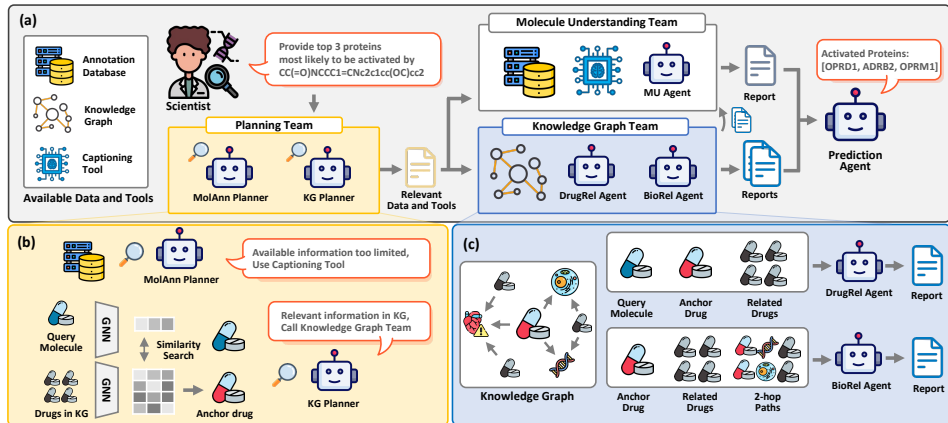 (a)
Annotation
Database
Knowledge
Graph
Captioning
Tool
Available Data and Tools
Scientist
Provide top 3 proteins
most likely to be activated by
CC(=O)NCCC1=CNc2c1cc(OC)cc2
Planning Team
MolAnn Planner
KG Planner
Relevant
Data and Tools
Molecule Understanding Team
MU Agent
Report
Knowledge Graph Team
DrugRel Agent
BioRel Agent
Reports
Activated Proteins:
[OPRD1, ADRB2, OPRM1]
Prediction
Agent
(b)
MolAnn Planner
Available information too limited,
Use Captioning Tool
Query
Molecule
GNN
Similarity
Search
Drugs in KG
GNN
Anchor drug
Relevant information in KG,
Call Knowledge Graph Team
KG Planner
(c)
Knowledge Graph
Query
Molecule
Anchor
Drug
Related
Drugs
DrugRel Agent
Report
Anchor
Drug
Related
Drugs
2-hop
Paths
BioRel Agent
Report